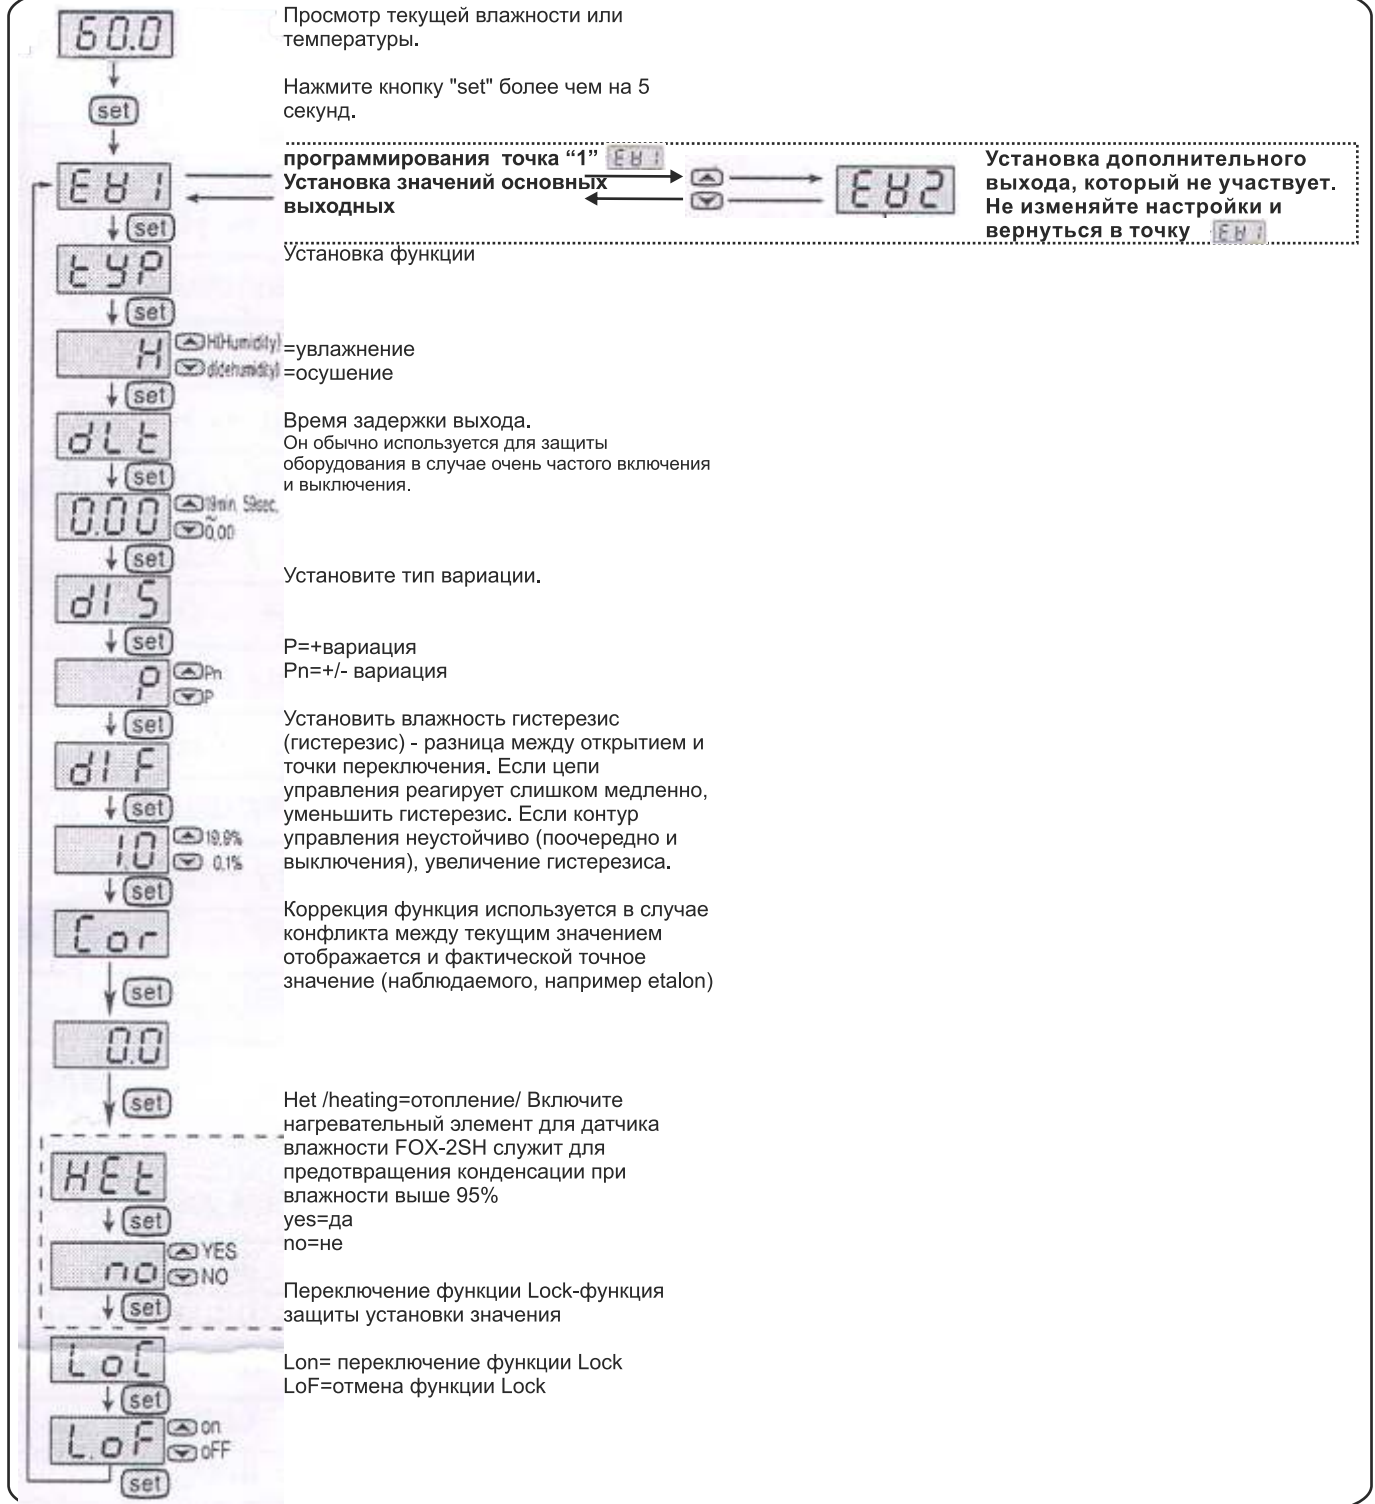 60.0
Просмотр текущей влажности или
температуры.
set
Нажмите кнопку "set" более чем на 5
секунд.
EH1
программирования точка “1” EH1
Установка значений основных
выходных
EH2
Установка дополнительного
выхода, который не участвует.
Не изменяйте настройки и
вернуться в точку EH1
set
tYP
Установка функции
set
H
H(Humidity)
=увлажнение
d(dehumidity)
=осушение
set
dLt
Время задержки выхода.
Он обычно используется для защиты
оборудования в случае очень частого включения
и выключения.
set
0.00
19min. 59sec.
~
0.00
set
dIS
Установите тип вариации.
set
P
Pn
P
P=+вариация
Pn=+/- вариация
set
dIF
Установить влажность гистерезис
(гистерезис) - разница между открытием и
точки переключения. Если цепи
управления реагирует слишком медленно,
уменьшить гистерезис. Если контур
управления неустойчиво (поочередно и
выключения), увеличение гистерезиса.
set
1.0
19.9%
0.1%
set
Cor
Коррекция функция используется в случае
конфликта между текущим значением
отображается и фактической точное
значение (наблюдаемого, например etalon)
set
0.0
set
Het /heating=отопление/ Включите
нагревательный элемент для датчика
влажности FOX-2SH служит для
предотвращения конденсации при
влажности выше 95%
yes=да
no=не
HEt
set
no
YES
NO
set
Переключение функции Lock-функция
защиты установки значения
LoC
set
Lon= переключение функции Lock
LoF=отмена функции Lock
L.oF
on
oFF
set